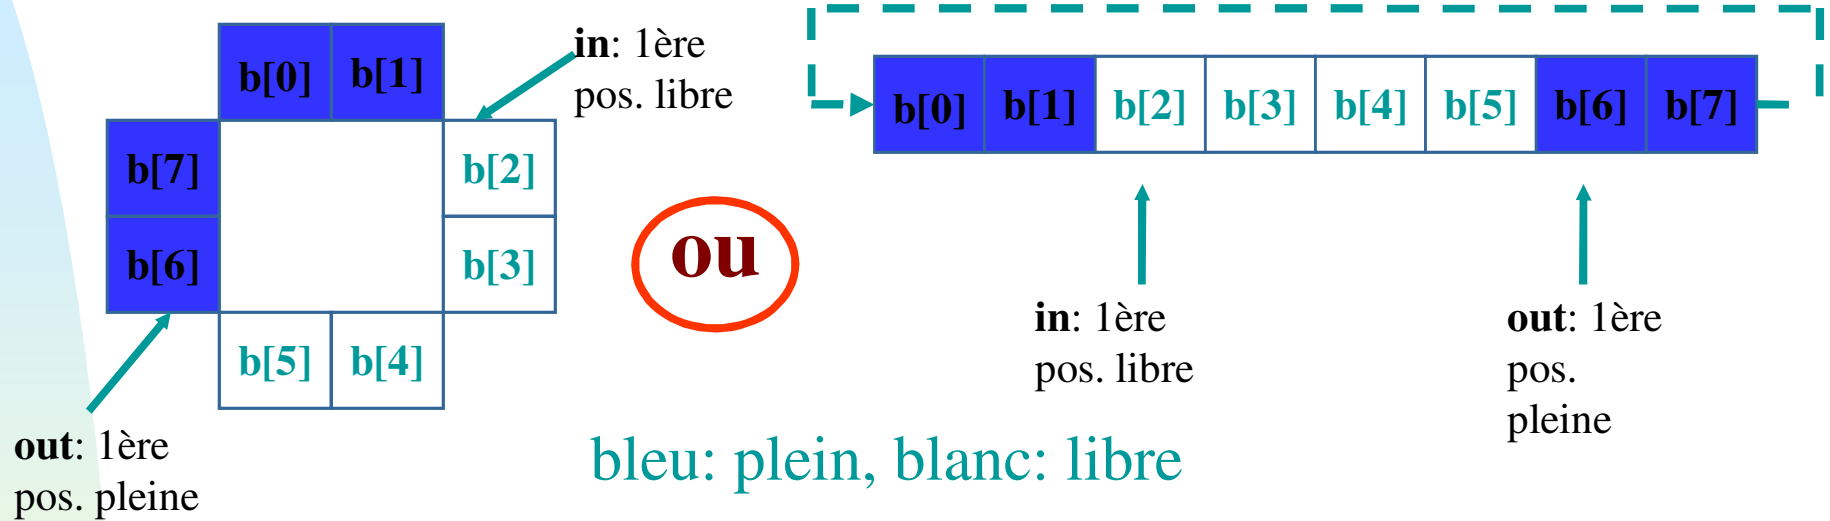 b[0] b[1]
in: 1ère
pos. libre
b[7]
b[2]
b[6]
b[3]
b[5] b[4]
out: 1ère
pos. pleine
ou
b[0] b[1] b[2] b[3] b[4] b[5] b[6] b[7]
in: 1ère
pos. libre
out: 1ère
pos.
pleine
bleu: plein, blanc: libre